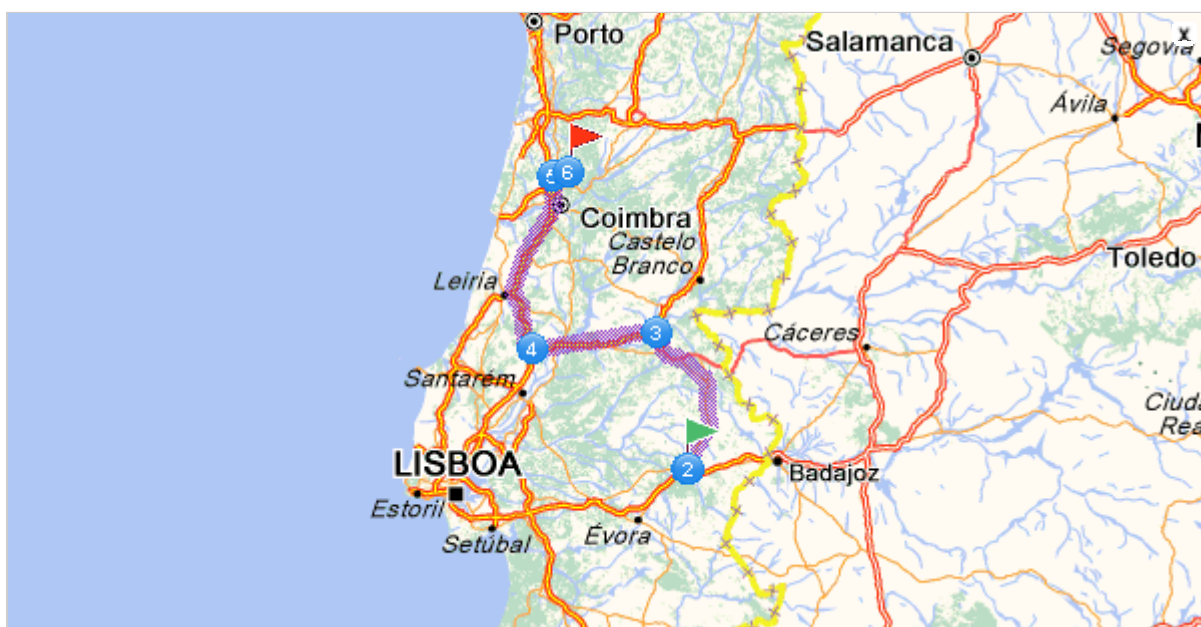 x
Porto
Salamanca
Segovia
Ávila
5
6
Coimbra
Castelo
Branco
Toledo
Leiria
3
Cáceres
4
Santarém
Ciuda
Rea
LISBOA
2
Badajoz
Estoril
Évora
Setúbal